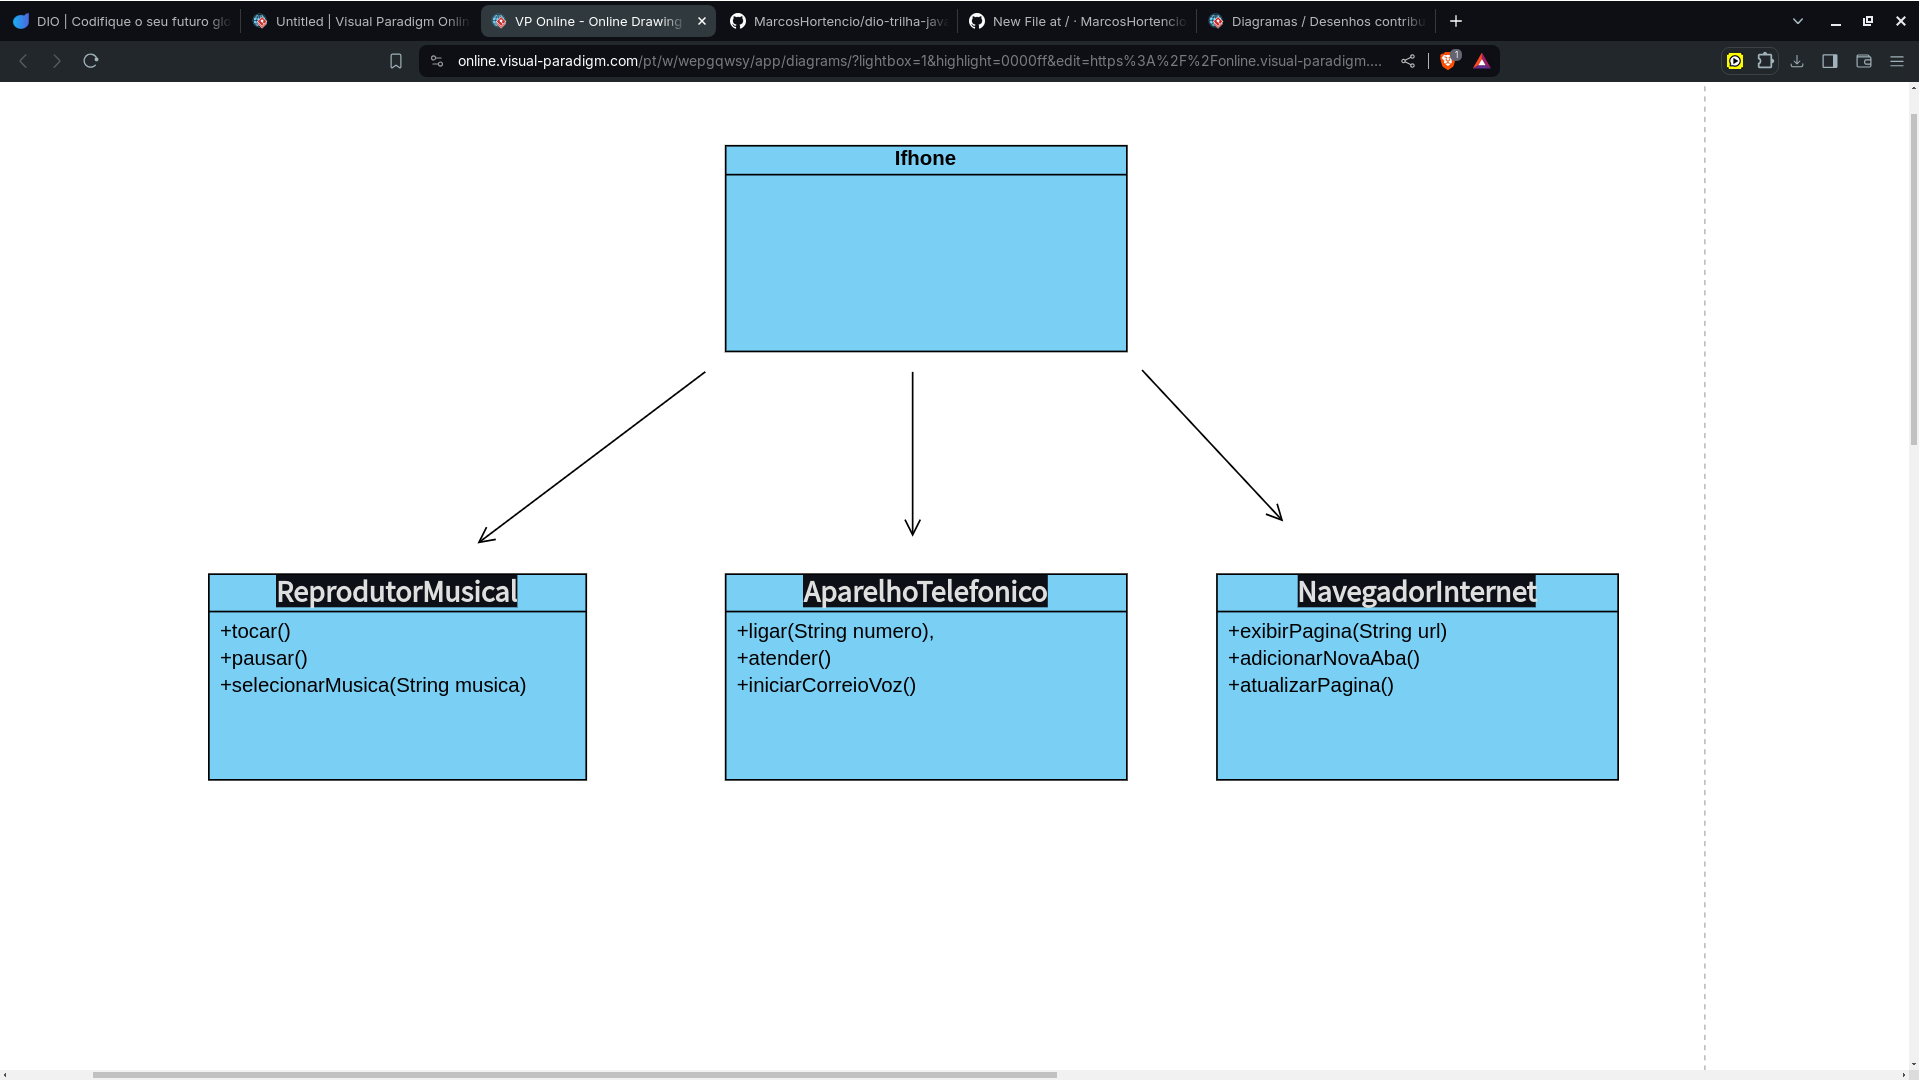 DIO | Codifique o seu futuro glo
Untitled | Visual Paradigm Onlin
VP Online - Online Drawing
MarcosHortencio/dio-trilha-jav
New File at / · MarcosHortencio
Diagramas / Desenhos contribu
online.visual-paradigm.com/pt/w/wepgqwsy/app/diagrams/?lightbox=1&highlight=0000ff&edit=https%3A%2F%2Fonline.visual-paradigm....
1
Ifhone
ReprodutorMusical
+tocar()
+pausar()
+selecionarMusica(String musica)
AparelhoTelefonico
+ligar(String numero),
+atender()
+iniciarCorreioVoz()
NavegadorInternet
+exibirPagina(String url)
+adicionarNovaAba()
+atualizarPagina()